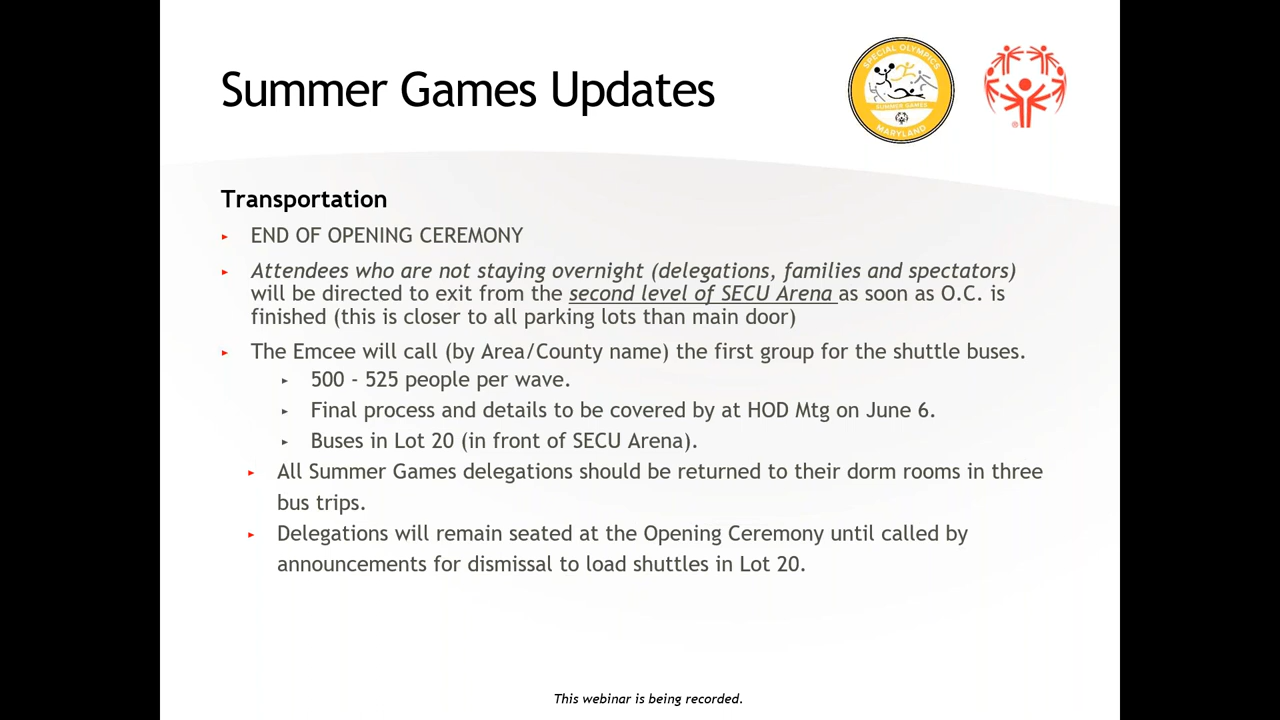 Summer Games Updates
SPECIAL OLYMPICS
SUMMER GAMES
MARYLAND
®
Transportation
▸ END OF OPENING CEREMONY
▸ Attendees who are not staying overnight (delegations, families and spectators)
will be directed to exit from the second level of SECU Arena as soon as O.C. is
finished (this is closer to all parking lots than main door)
▸ The Emcee will call (by Area/County name) the first group for the shuttle buses.
▸ 500 - 525 people per wave.
▸ Final process and details to be covered by at HOD Mtg on June 6.
▸ Buses in Lot 20 (in front of SECU Arena).
▸ All Summer Games delegations should be returned to their dorm rooms in three
bus trips.
▸ Delegations will remain seated at the Opening Ceremony until called by
announcements for dismissal to load shuttles in Lot 20.
This webinar is being recorded.